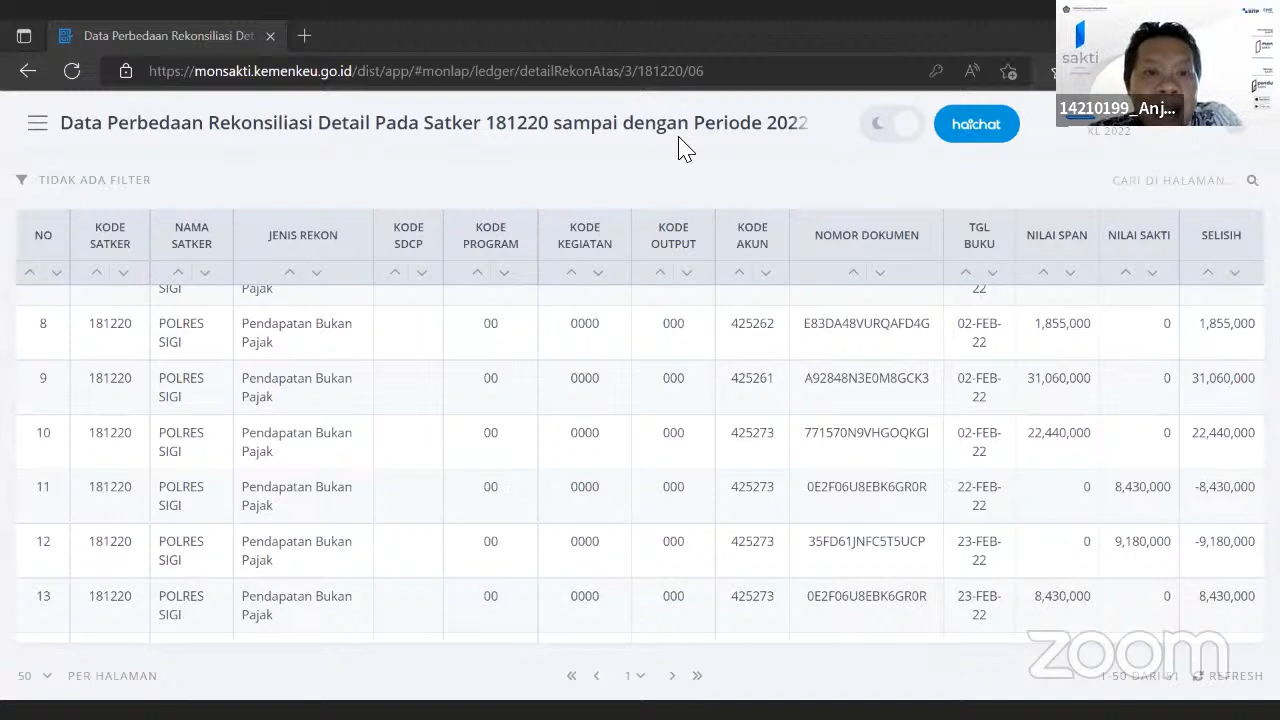 Data Perbedaan Rekonsiliasi Det
https://monsakti.kemenkeu.go.id/dist/app/#monlap/ledger/detailRekonAtas/3/181220/06
sakti
14210199_Anj...
Data Perbedaan Rekonsiliasi Detail Pada Satker 181220 sampai dengan Periode 2022
haichat
KL 2022
TIDAK ADA FILTER
CARI DI HALAMAN...
NO KODE SATKER NAMA SATKER JENIS REKON KODE SDCP KODE PROGRAM KODE KEGIATAN KODE OUTPUT KODE AKUN NOMOR DOKUMEN TGL BUKU NILAI SPAN NILAI SAKTI SELISIH
SIGI Pajak 22
8 181220 POLRES Pendapatan Bukan 00 0000 000 425262 E83DA48VURQAFD4G 02-FEB- 1,855,000 0 1,855,000
SIGI Pajak 22
9 181220 POLRES Pendapatan Bukan 00 0000 000 425261 A92848N3E0M8GCK3 02-FEB- 31,060,000 0 31,060,000
SIGI Pajak 22
10 181220 POLRES Pendapatan Bukan 00 0000 000 425273 771570N9VHGOQKGI 02-FEB- 22,440,000 0 22,440,000
SIGI Pajak 22
11 181220 POLRES Pendapatan Bukan 00 0000 000 425273 0E2F06U8EBK6GR0R 22-FEB- 0 8,430,000 -8,430,000
SIGI Pajak 22
12 181220 POLRES Pendapatan Bukan 00 0000 000 425273 35FD61JNFC5T5UCP 23-FEB- 0 9,180,000 -9,180,000
SIGI Pajak 22
13 181220 POLRES Pendapatan Bukan 00 0000 000 425273 0E2F06U8EBK6GR0R 23-FEB- 8,430,000 0 8,430,000
SIGI Pajak 22
50 PER HALAMAN « ‹ 1 › » 1-50 DARI 61 REFRESH
zoom